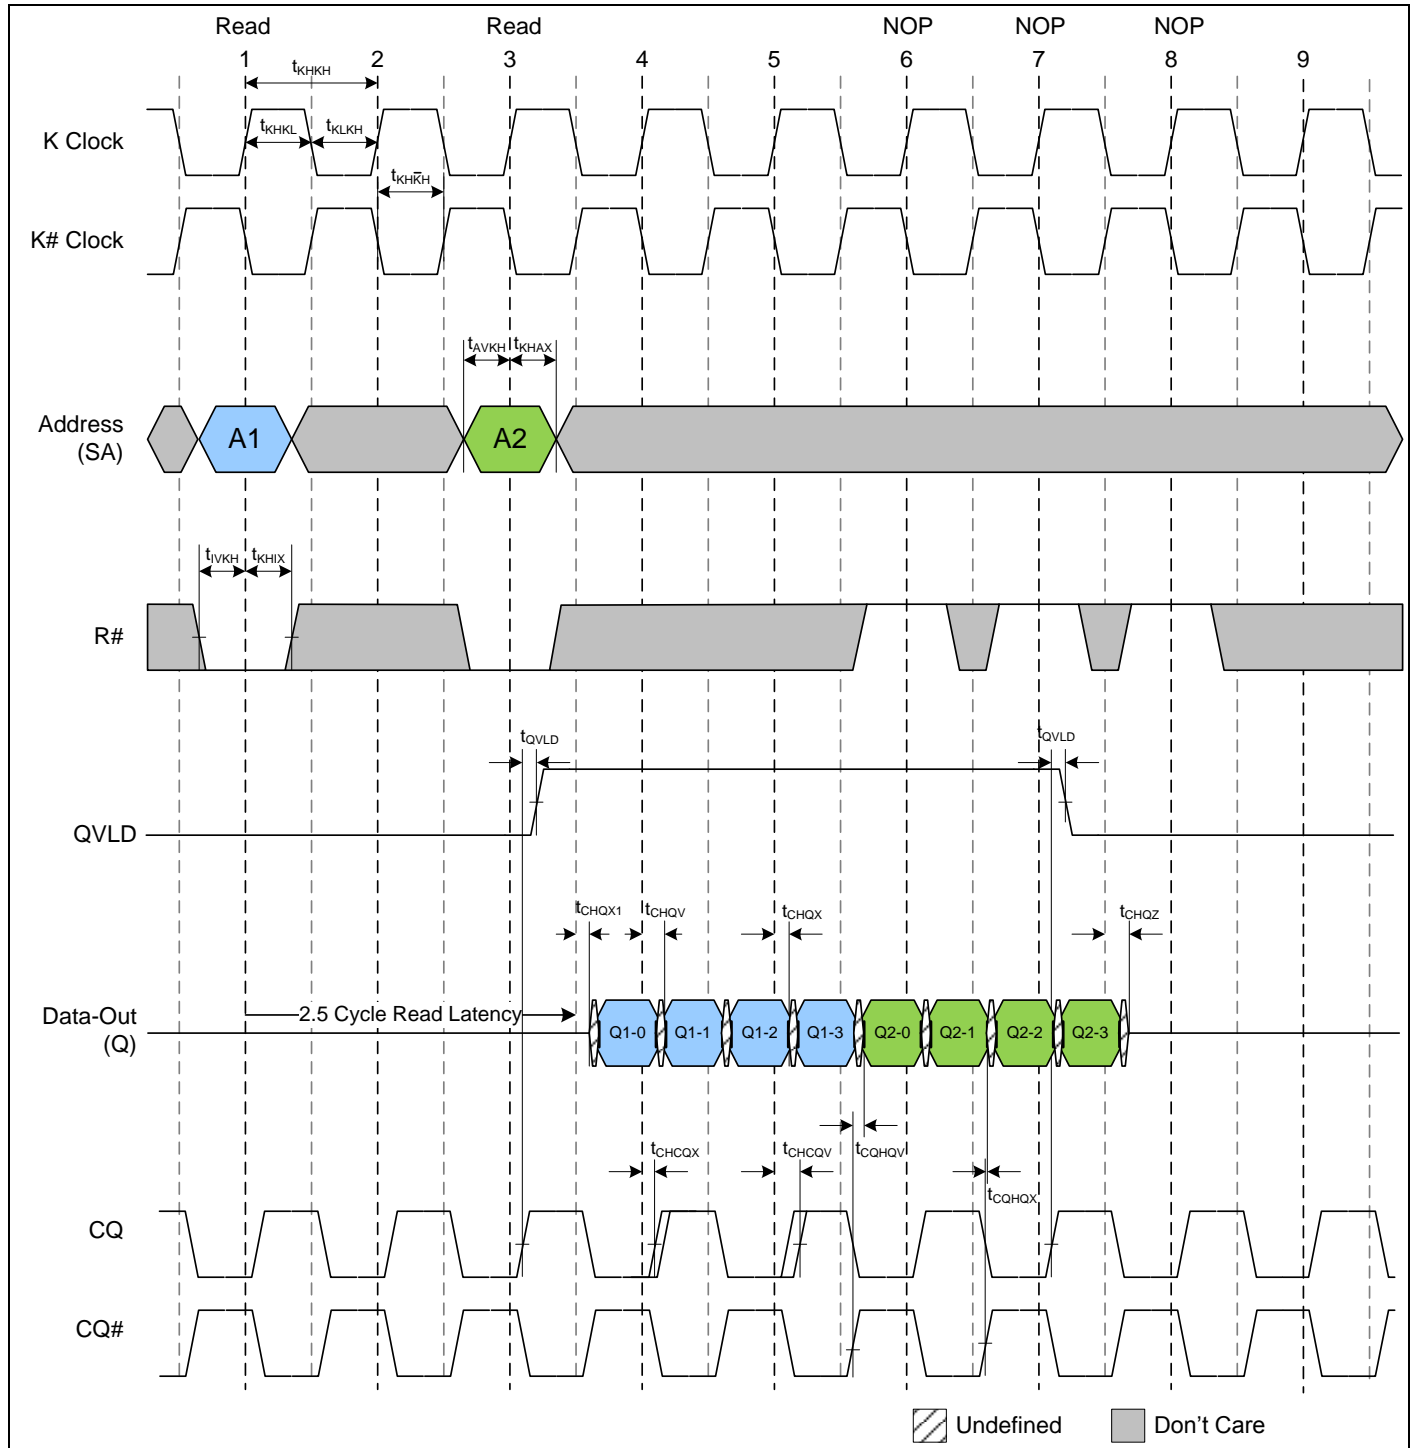 Read Read NOP NOP NOP
1 2 3 4 5 6 7 8 9
tKHKH
K Clock
tKHKL tKLKH
tKHK̅H
K# Clock
tAVKH tKHAX
Address
(SA)
A1 A2
tIVKH tKHIX
R#
tQVLD tQVLD
QVLD
tCHQX1 tCHQV tCHQX tCHQZ
Data-Out
(Q)
2.5 Cycle Read Latency
Q1-0 Q1-1 Q1-2 Q1-3 Q2-0 Q2-1 Q2-2 Q2-3
tCHCQX tCHCQV tCQHQV
tCQHQX
CQ
CQ#
Undefined Don't Care